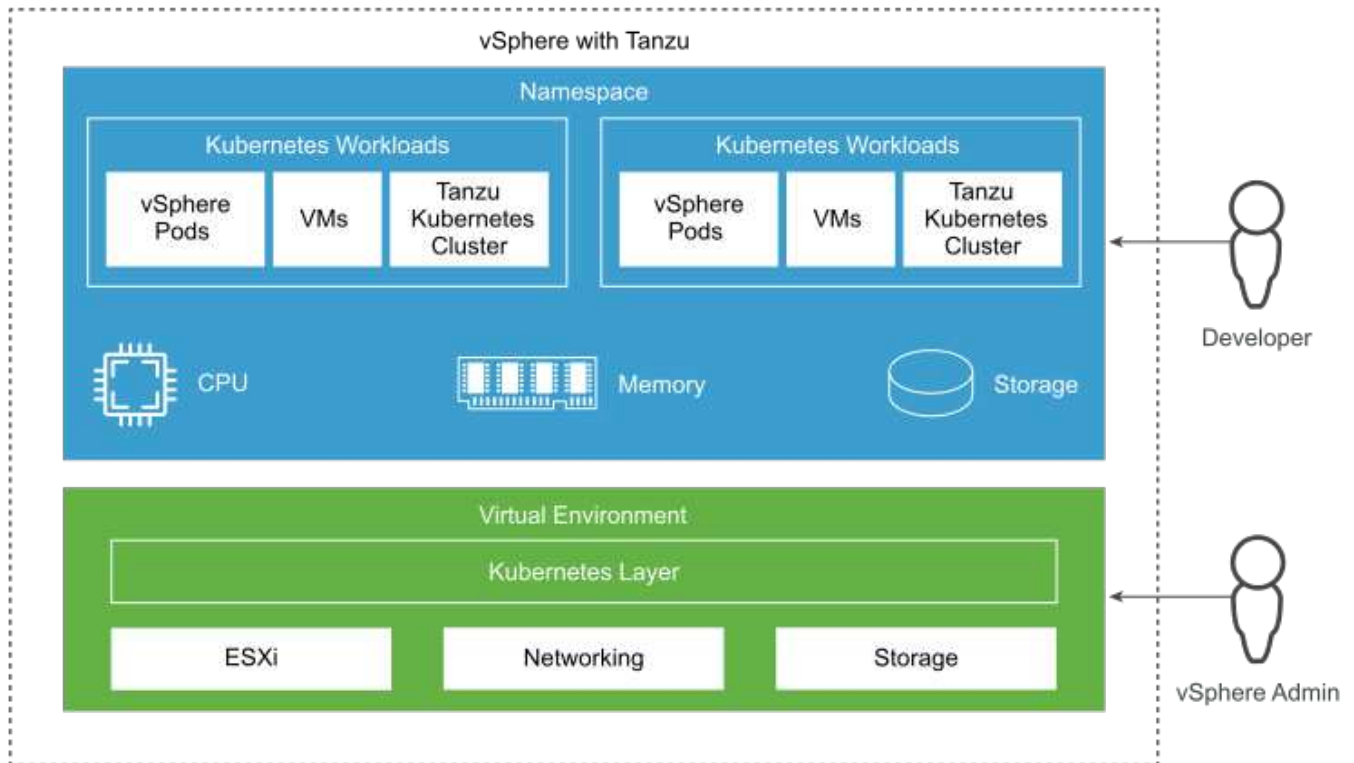 vSphere with Tanzu
Namespace
Kubernetes Workloads
vSphere
Pods
VMs
Tanzu
Kubernetes
Cluster
Kubernetes Workloads
vSphere
Pods
VMs
Tanzu
Kubernetes
Cluster
CPU
Memory
Storage
Developer
Virtual Environment
Kubernetes Layer
ESXi
Networking
Storage
vSphere Admin